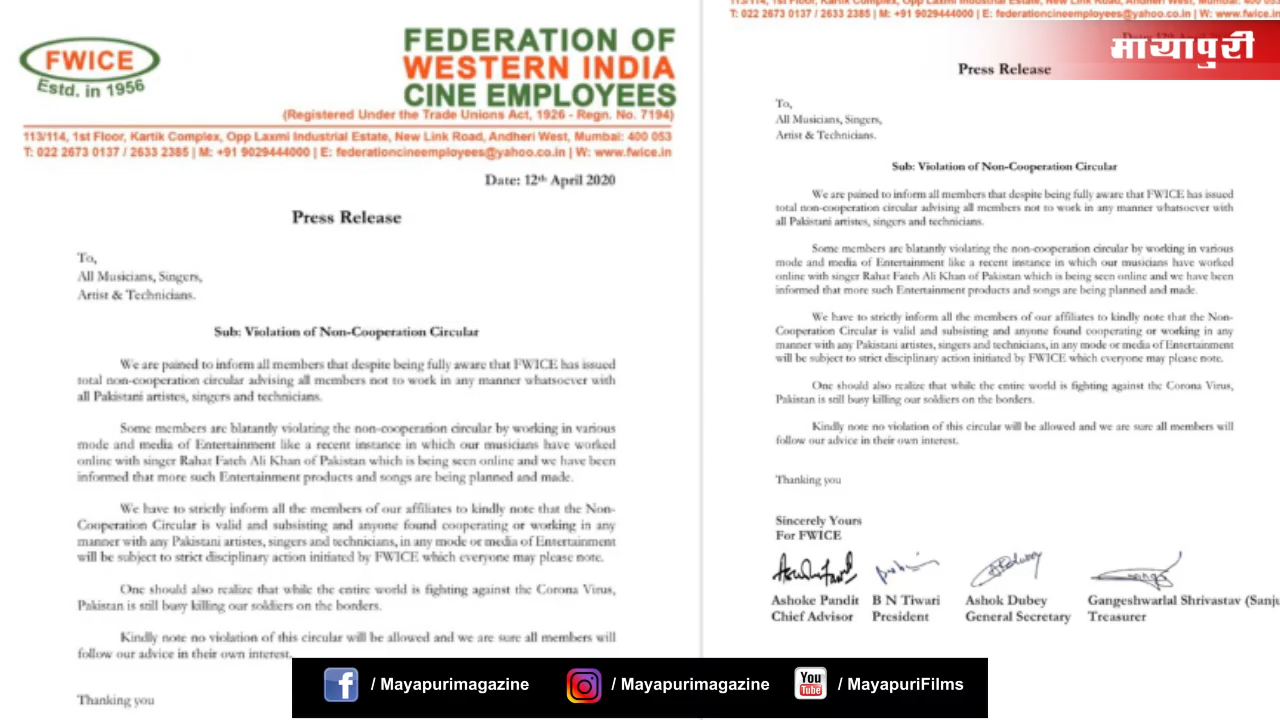 FWICE
Estd. in 1956
FEDERATION OF
WESTERN INDIA
CINE EMPLOYEES
(Registered Under the Trade Unions Act, 1926 - Regn. No. 7194)
113/114, 1st Floor, Kartik Complex, Opp Laxmi Industrial Estate, New Link Road, Andheri West, Mumbai: 400 053
T: 022 2673 0137 / 2633 2385 | M: +91 9029444000 | E: federationcineemployees@yahoo.co.in | W: www.fwice.in
Date: 12th April 2020
Press Release
To,
All Musicians, Singers,
Artist & Technicians.
Sub: Violation of Non-Cooperation Circular
We are pained to inform all members that despite being fully aware that FWICE has issued
total non-cooperation circular advising all members not to work in any manner whatsoever with
all Pakistani artistes, singers and technicians.
Some members are blatantly violating the non-cooperation circular by working in various
mode and media of Entertainment like a recent instance in which our musicians have worked
online with singer Rahat Fateh Ali Khan of Pakistan which is being seen online and we have been
informed that more such Entertainment products and songs are being planned and made.
We have to strictly inform all the members of our affiliates to kindly note that the Non-
Cooperation Circular is valid and subsisting and anyone found cooperating or working in any
manner with any Pakistani artistes, singers and technicians, in any mode or media of Entertainment
will be subject to strict disciplinary action initiated by FWICE which everyone may please note.
One should also realize that while the entire world is fighting against the Corona Virus,
Pakistan is still busy killing our soldiers on the borders.
Kindly note no violation of this circular will be allowed and we are sure all members will
follow our advice in their own interest.
Thanking you
113/114, 1st Floor, Kartik Complex, Opp Laxmi Industrial Estate, New Link Road, Andheri West, Mumbai: 400 053
T: 022 2673 0137 / 2633 2385 | M: +91 9029444000 | E: federationcineemployees@yahoo.co.in | W: www.fwice.in
Date: 12th April 20
मायापुरी
Press Release
To,
All Musicians, Singers,
Artist & Technicians.
Sub: Violation of Non-Cooperation Circular
We are pained to inform all members that despite being fully aware that FWICE has issued
total non-cooperation circular advising all members not to work in any manner whatsoever with
all Pakistani artistes, singers and technicians.
Some members are blatantly violating the non-cooperation circular by working in various
mode and media of Entertainment like a recent instance in which our musicians have worked
online with singer Rahat Fateh Ali Khan of Pakistan which is being seen online and we have been
informed that more such Entertainment products and songs are being planned and made.
We have to strictly inform all the members of our affiliates to kindly note that the Non-
Cooperation Circular is valid and subsisting and anyone found cooperating or working in any
manner with any Pakistani artistes, singers and technicians, in any mode or media of Entertainment
will be subject to strict disciplinary action initiated by FWICE which everyone may please note.
One should also realize that while the entire world is fighting against the Corona Virus,
Pakistan is still busy killing our soldiers on the borders.
Kindly note no violation of this circular will be allowed and we are sure all members will
follow our advice in their own interest.
Thanking you
Sincerely Yours
For FWICE
Ashoke Pandit B N Tiwari Ashok Dubey Gangeshwarlal Shrivastav (Sanju
Chief Advisor President General Secretary Treasurer
/ Mayapurimagazine / Mayapurimagazine You Tube / MayapuriFilms